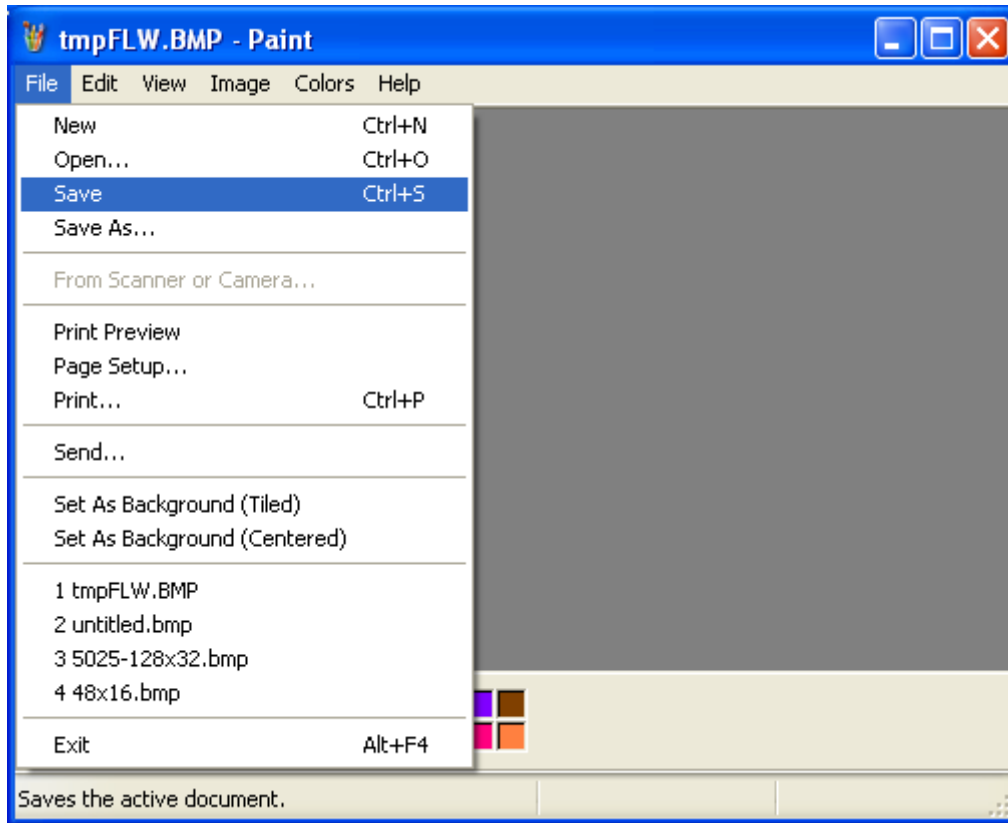 tmpFLW.BMP - Paint
File Edit View Image Colors Help
New Ctrl+N
Open... Ctrl+O
Save Ctrl+S
Save As...
From Scanner or Camera...
Print Preview
Page Setup...
Print... Ctrl+P
Send...
Set As Background (Tiled)
Set As Background (Centered)
1 tmpFLW.BMP
2 untitled.bmp
3 5025-128x32.bmp
4 48x16.bmp
Exit Alt+F4
Saves the active document.